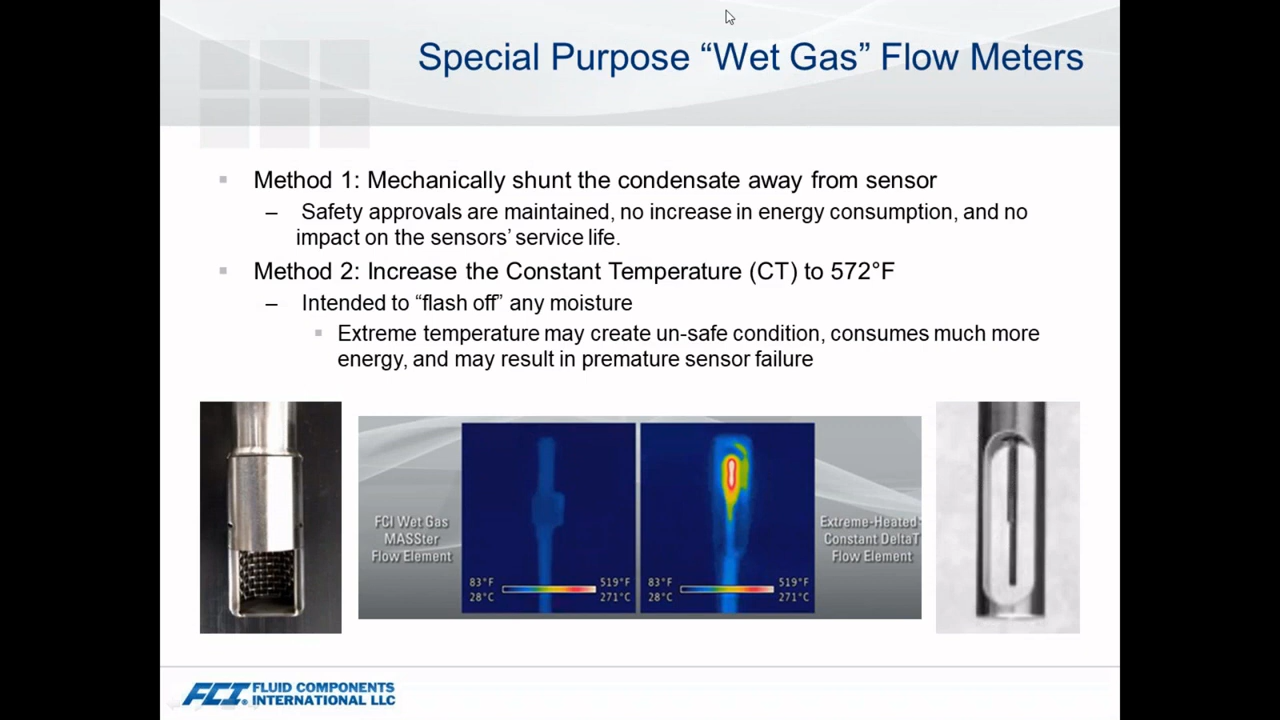 Special Purpose “Wet Gas” Flow Meters
Method 1: Mechanically shunt the condensate away from sensor
– Safety approvals are maintained, no increase in energy consumption, and no
impact on the sensors’ service life.
Method 2: Increase the Constant Temperature (CT) to 572°F
– Intended to “flash off” any moisture
Extreme temperature may create un-safe condition, consumes much more
energy, and may result in premature sensor failure
FCI Wet Gas
MASSter
Flow Element
83°F 519°F
28°C 271°C
83°F 519°F
28°C 271°C
Extreme-Heated
Constant DeltaT
Flow Element
FCI® FLUID COMPONENTS
INTERNATIONAL LLC